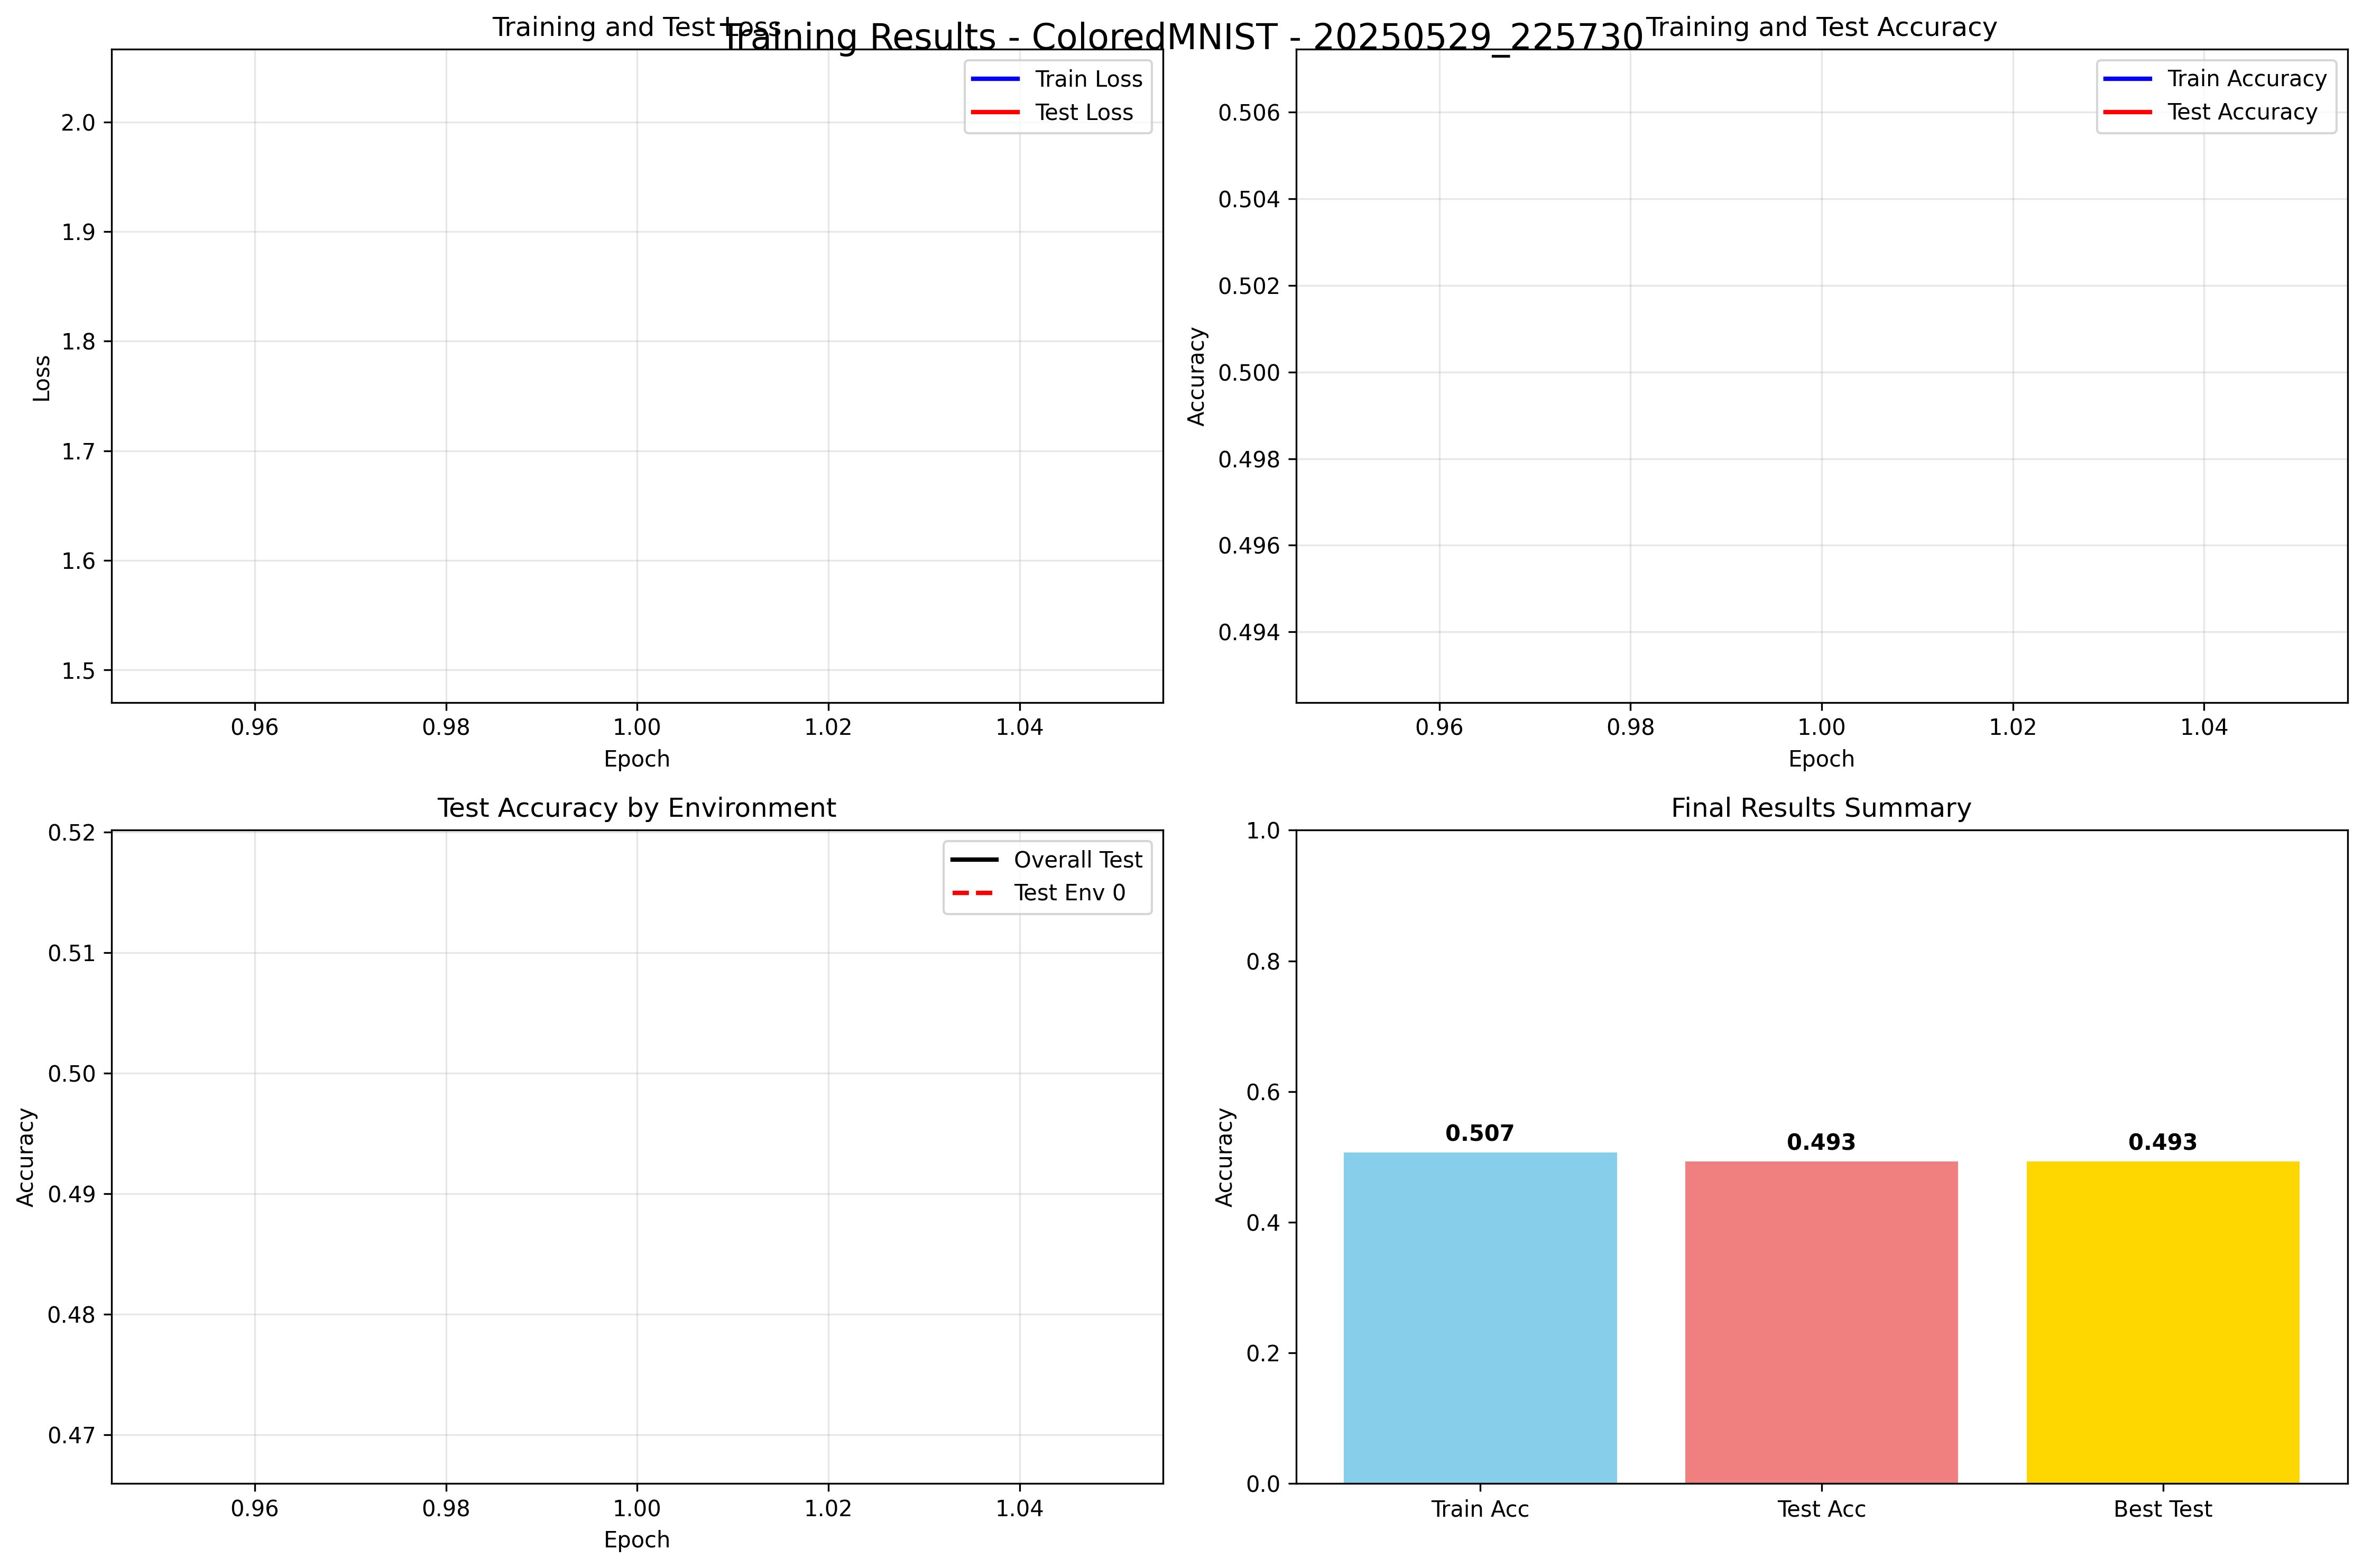 Training Results - ColoredMNIST - 20250529_225730
Training and Test Loss
Train Loss
Test Loss
2.0
1.9
1.8
1.7
1.6
1.5
Loss
0.96 0.98 1.00 1.02 1.04
Epoch
Training and Test Accuracy
Train Accuracy
Test Accuracy
0.506
0.504
0.502
0.500
0.498
0.496
0.494
Accuracy
0.96 0.98 1.00 1.02 1.04
Epoch
Test Accuracy by Environment
Overall Test
Test Env 0
0.52
0.51
0.50
0.49
0.48
0.47
Accuracy
0.96 0.98 1.00 1.02 1.04
Epoch
Final Results Summary
1.0
0.8
0.6
0.4
0.2
0.0
Accuracy
0.507 0.493 0.493
Train Acc Test Acc Best Test